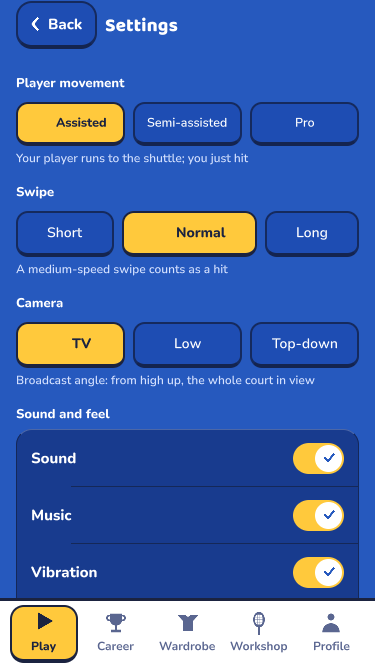 Back
Settings
Player movement
Assisted
Semi-assisted
Pro
Your player runs to the shuttle; you just hit
Swipe
Short
Normal
Long
A medium-speed swipe counts as a hit
Camera
TV
Low
Top-down
Broadcast angle: from high up, the whole court in view
Sound and feel
Sound
Music
Vibration
Play
Career
Wardrobe
Workshop
Profile